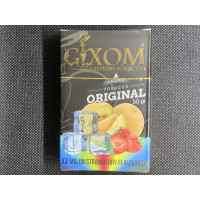 GIXOM
TOBACCO
ORIGINAL
50 gr
ICE MELON STRAWBERRY FLAVOURED